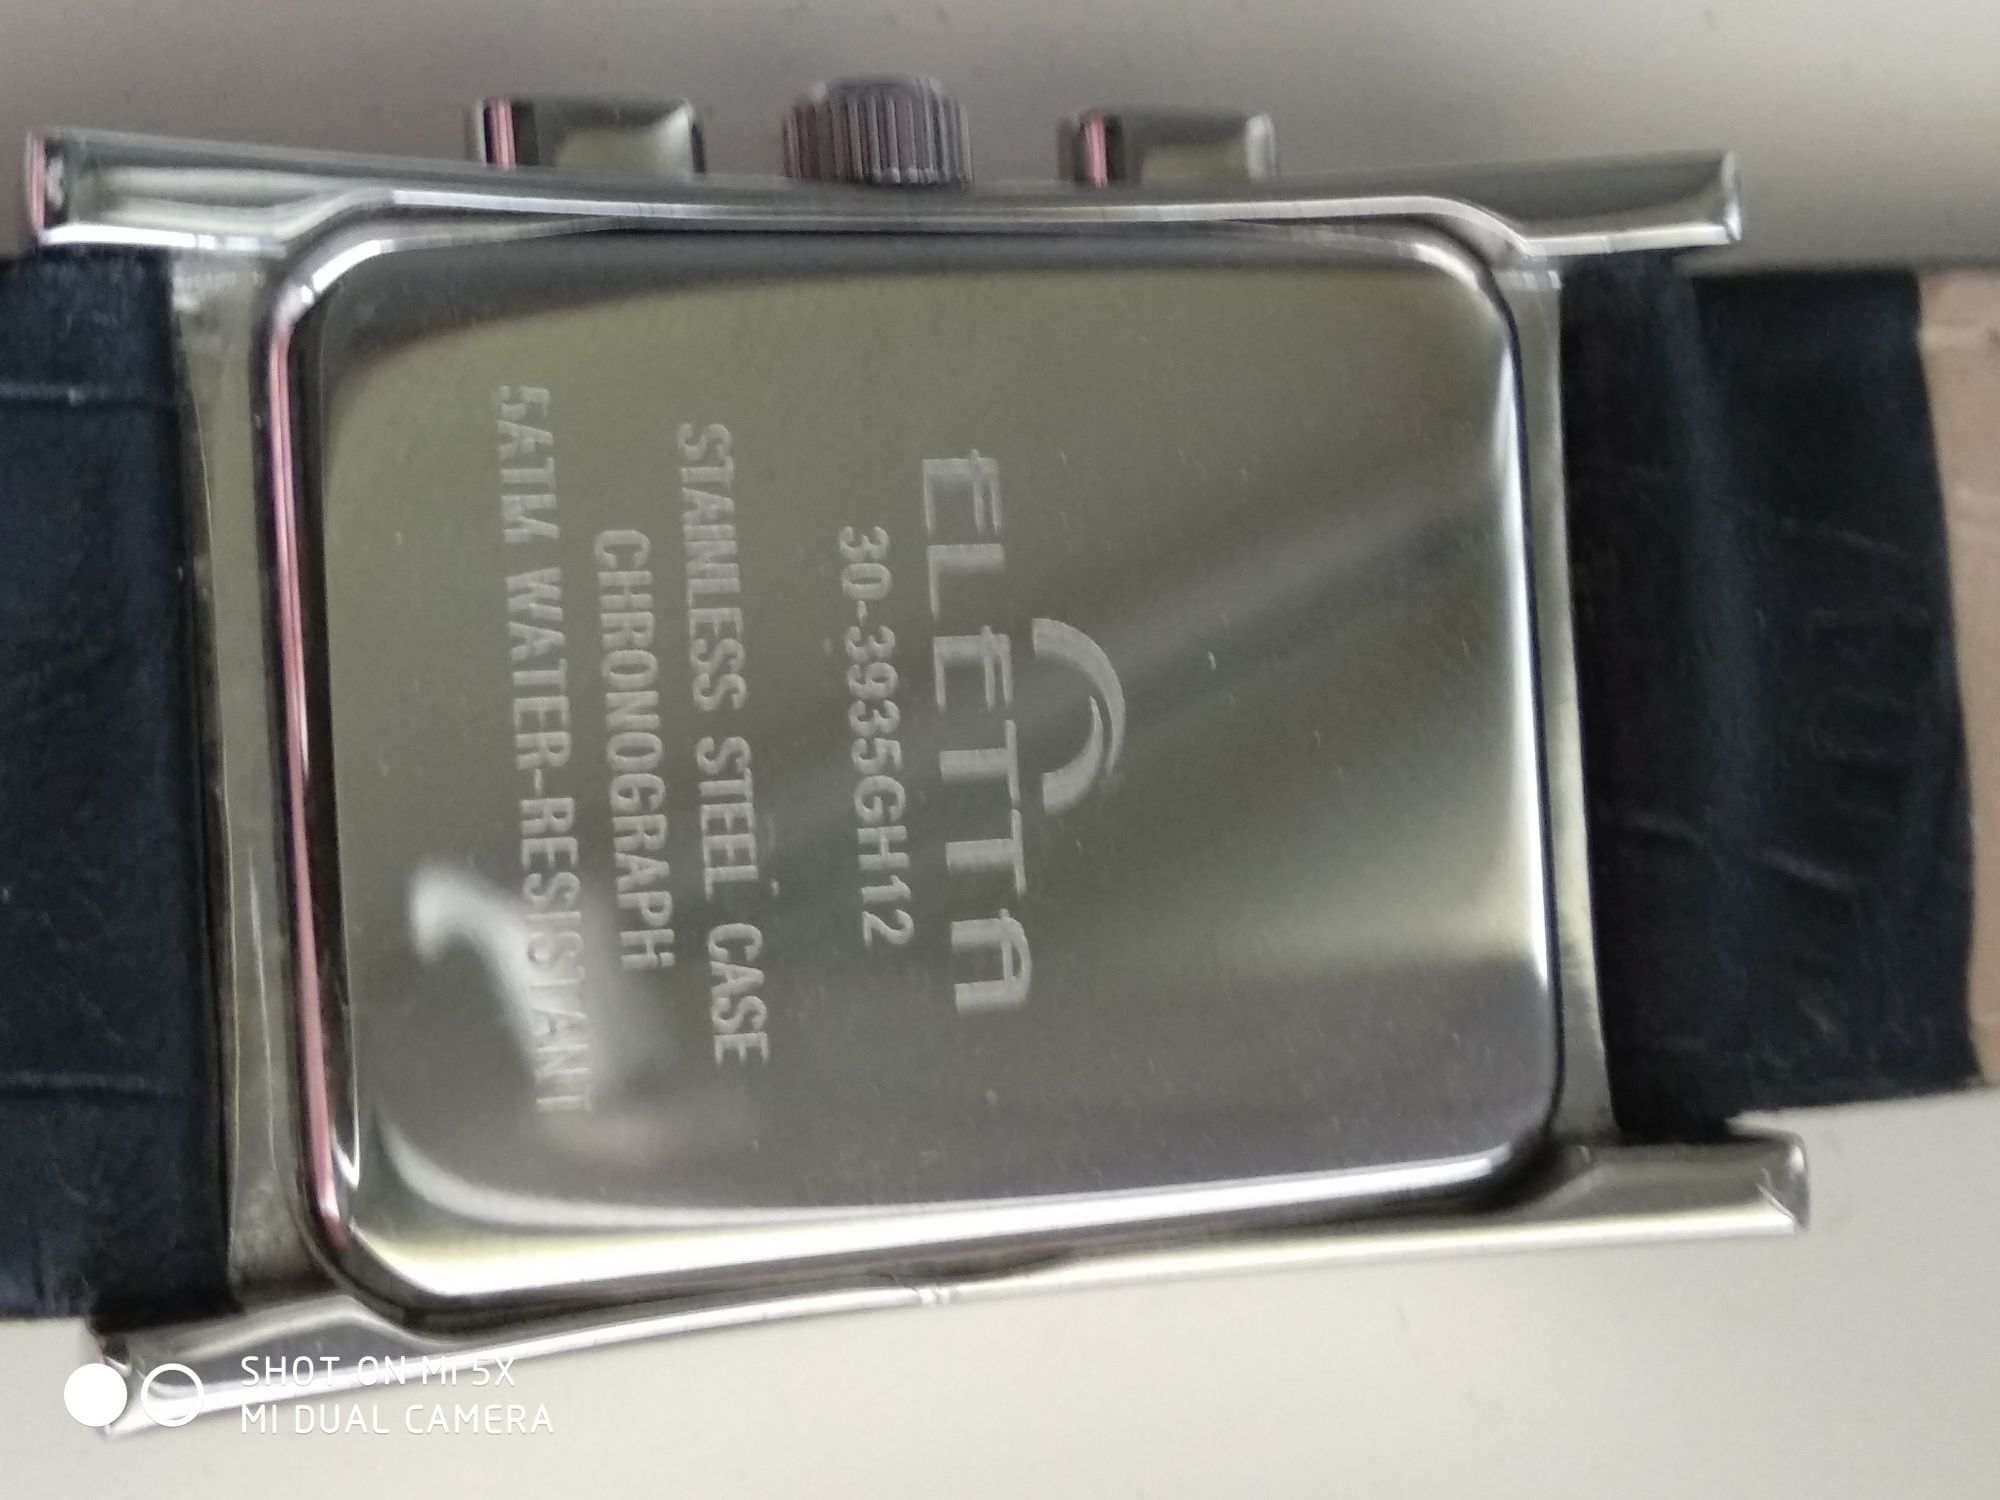 ELETTA
30-3935GH12
STAINLESS STEEL CASE
CHRONOGRAPH
5ATM WATER-RESISTANT
SHOT ON MI 5X
MI DUAL CAMERA